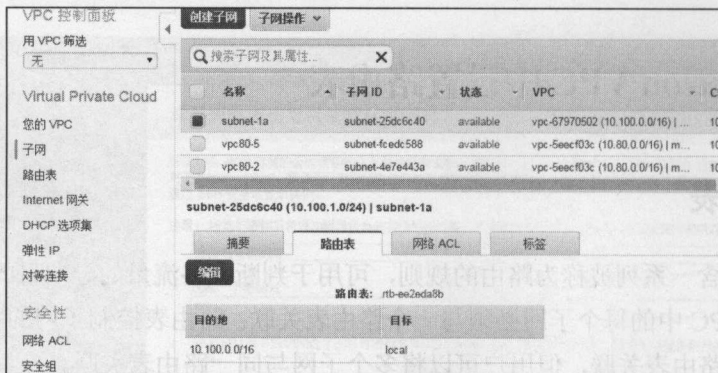 VPC 控制面板
用 VPC 筛选
无
Virtual Private Cloud
您的 VPC
子网
路由表
Internet 网关
DHCP 选项集
弹性 IP
对等连接
安全性
网络 ACL
安全组
创建子网 子网操作
搜索子网及其属性...
名称 子网 ID 状态 VPC
subnet-1a subnet-25dc6c40 available vpc-67970502 (10.100.0.0/16) | ... 10
vpc80-5 subnet-fcedc588 available vpc-5eecf03c (10.80.0.0/16) | m... 10
vpc80-2 subnet-4e7e443a available vpc-5eecf03c (10.80.0.0/16) | m... 10
subnet-25dc6c40 (10.100.1.0/24) | subnet-1a
摘要 路由表 网络 ACL 标签
编辑
路由表: rtb-ee2eda8b
目的地 目标
10.100.0.0/16 local